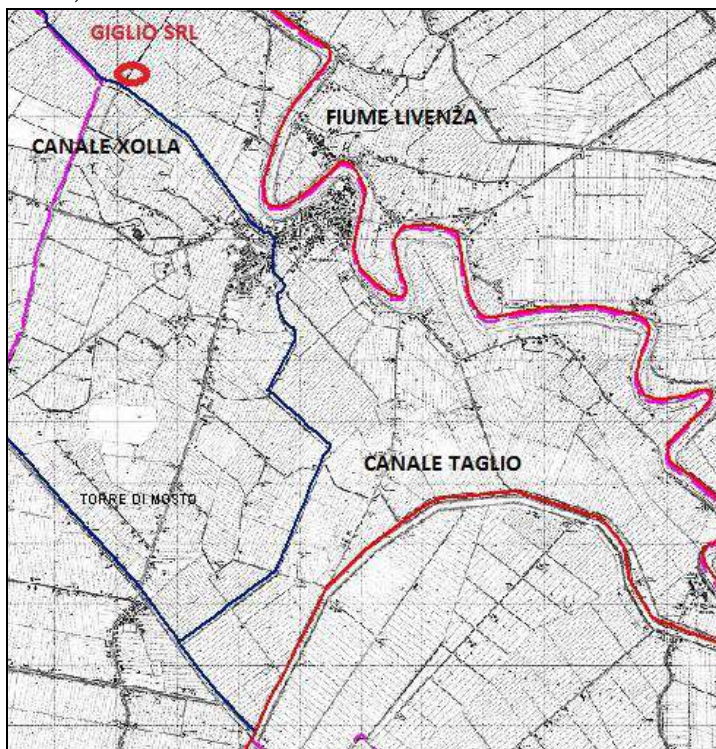 GIGLIO SRL
FIUME LIVENZA
CANALE XOLLA
CANALE TAGLIO
TORRE DI MOSTO